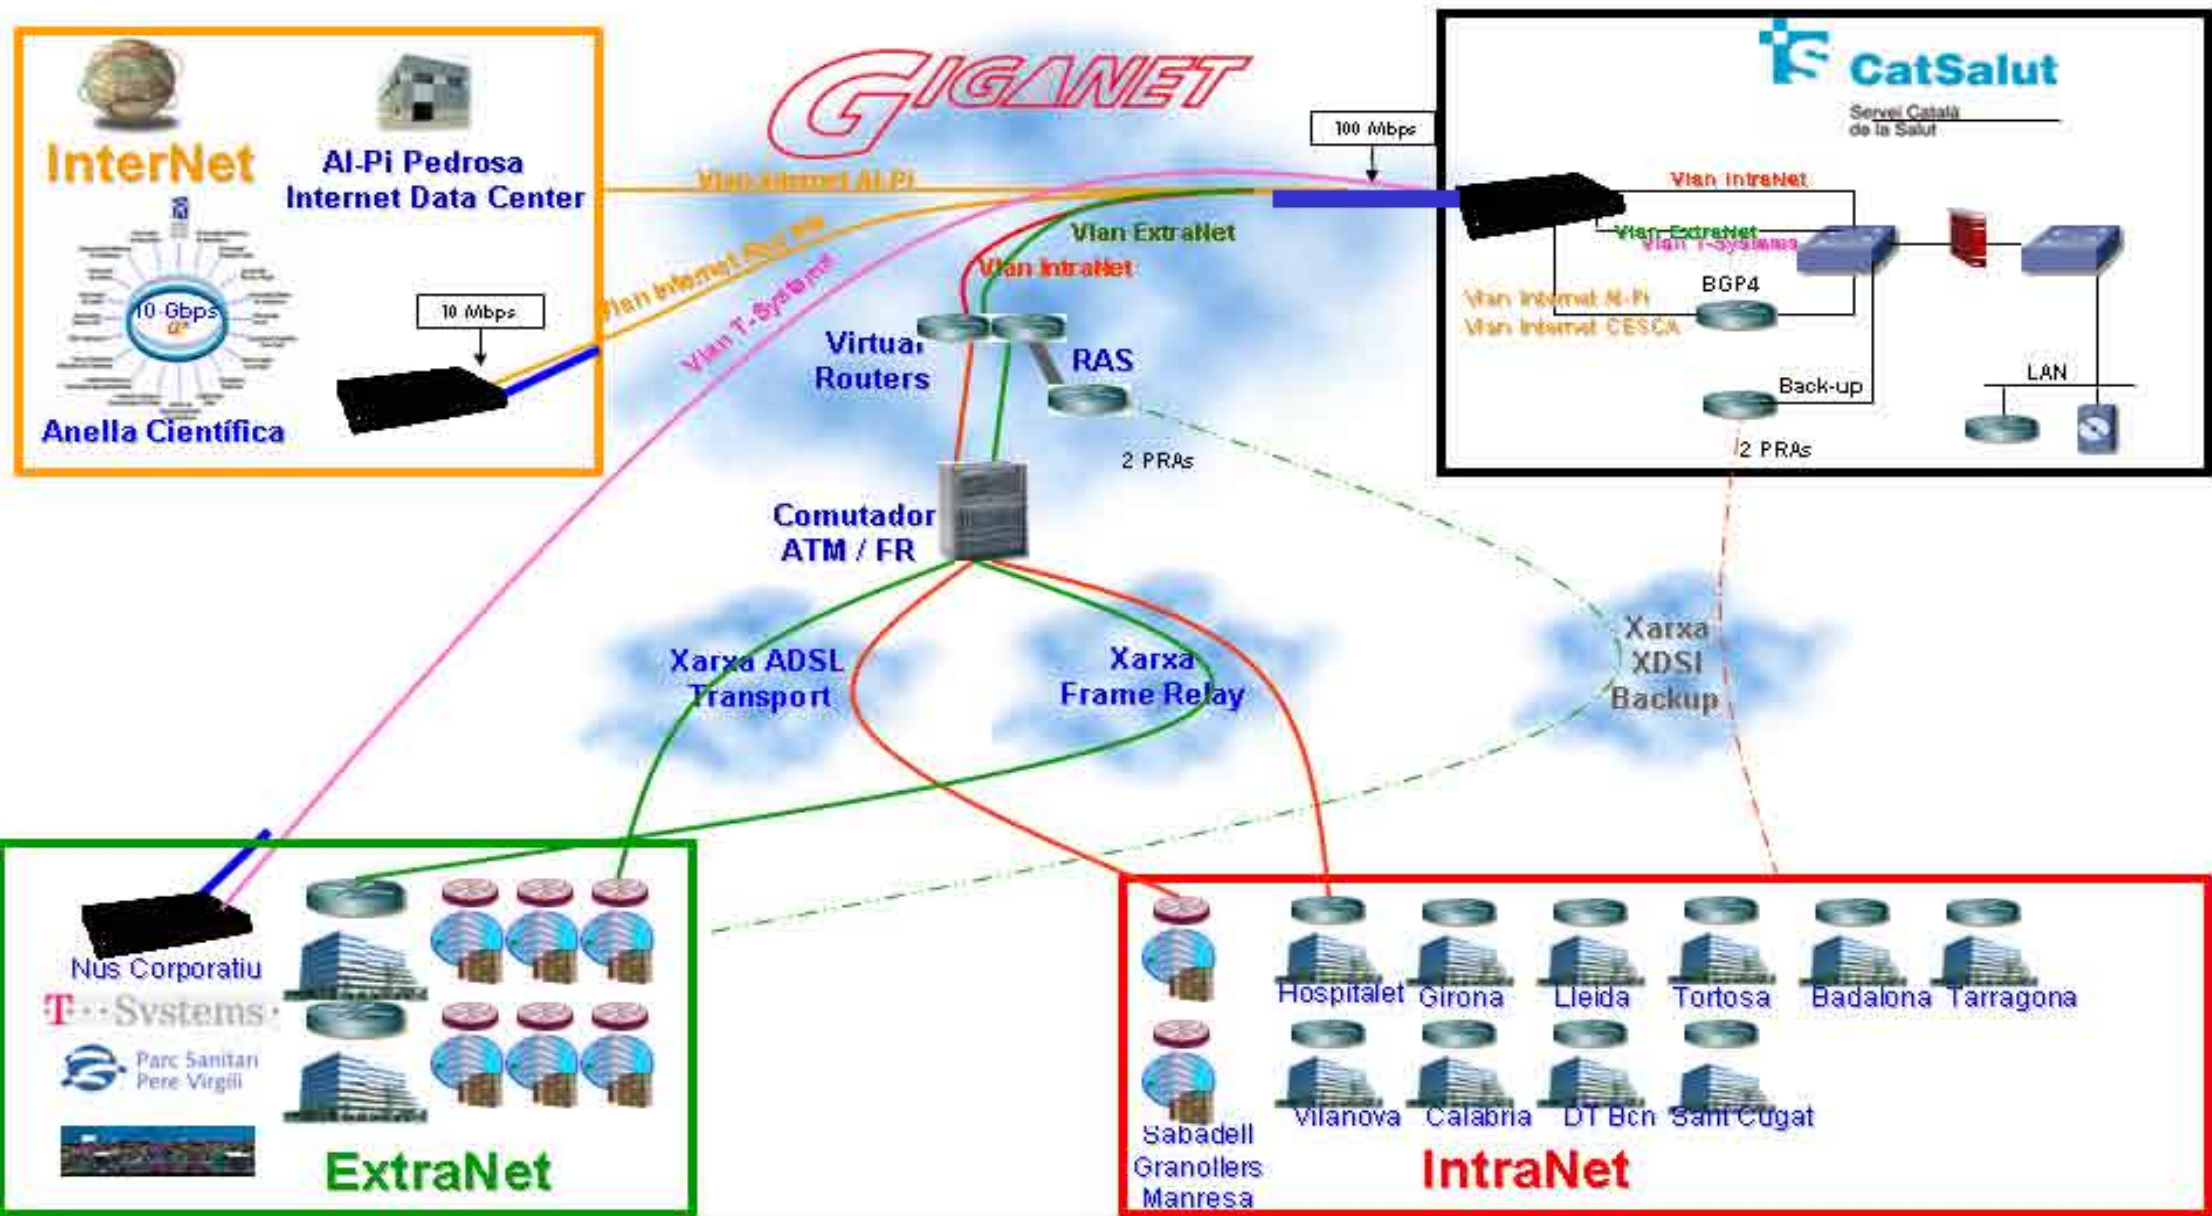 GIGANET
InterNet
Al-Pi Pedrosa
Internet Data Center
10 Gbps
Anella Científica
10 Mbps
Vlan Internet Al-Pi
Vlan Internet
Vlan T-Systems
Vlan ExtraNet
Vlan IntraNet
100 Mbps
CatSalut
Servei Català
de la Salut
Vlan IntraNet
Vlan ExtraNet
Vlan T-Systems
BGP4
Vlan Internet Al-Pi
Vlan Internet CESCA
Back-up
LAN
2 PRAs
Virtual
Routers
RAS
2 PRAs
Comutador
ATM / FR
Xarxa ADSL
Transport
Xarxa
Frame Relay
Xarxa
XDSI
Backup
Nus Corporatiu
T··Systems·
Parc Sanitari
Pere Virgili
ExtraNet
Hospitalet Girona Lleida Tortosa Badalona Tarragona
Vilanova Calabria DT Bcn Sant Cugat
Sabadell
Granollers
Manresa
IntraNet